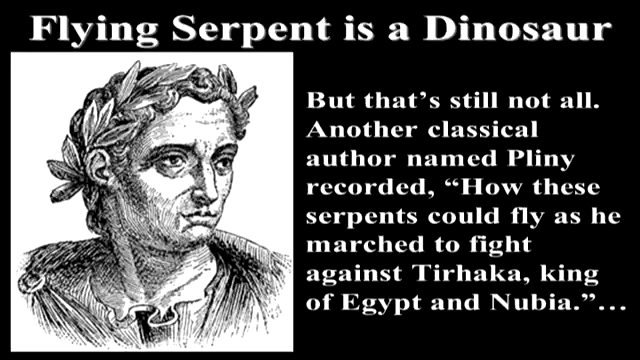 Flying Serpent is a Dinosaur
But that's still not all.
Another classical
author named Pliny
recorded, “How these
serpents could fly as he
marched to fight
against Tirhaka, king
of Egypt and Nubia.”...